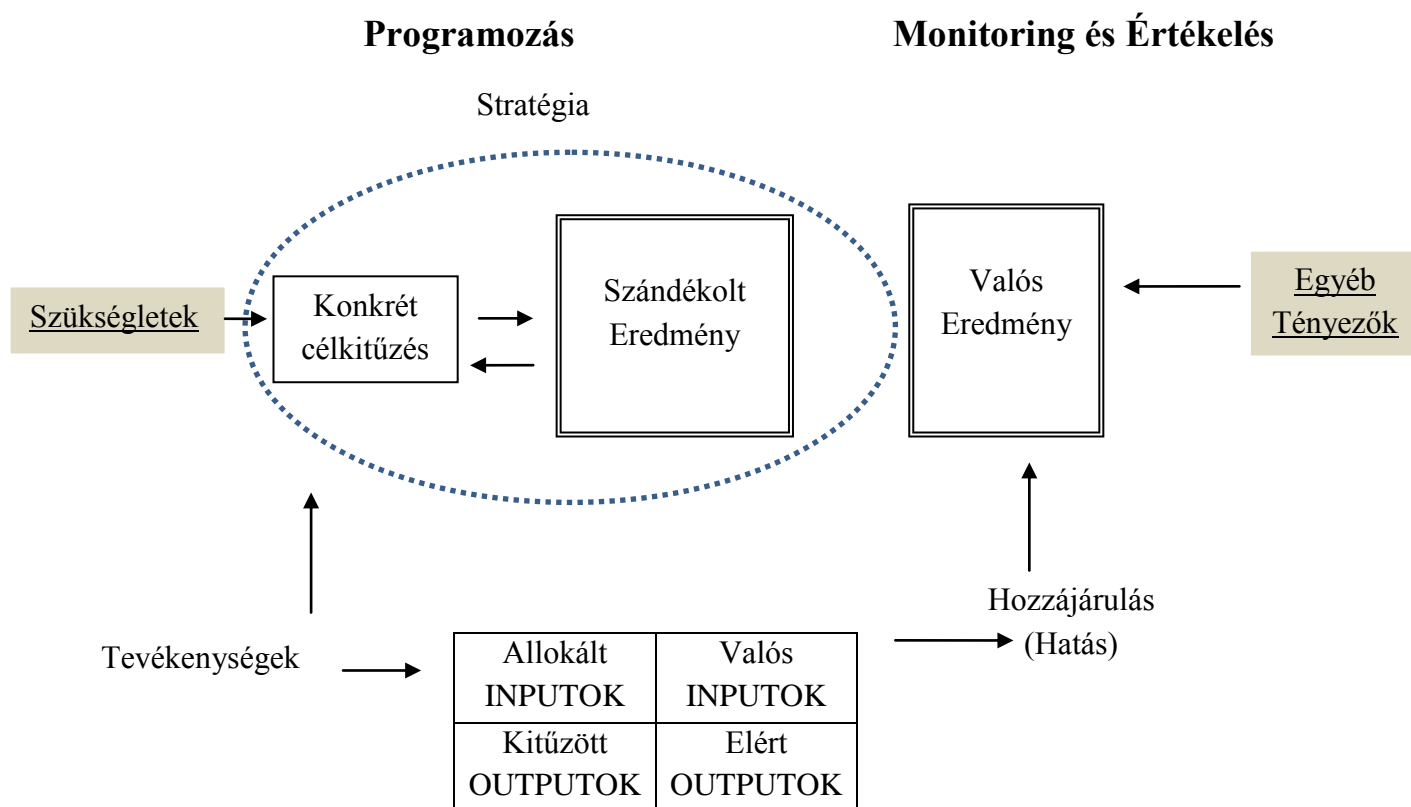 Programozás
Monitoring és Értékelés
Stratégia
Szükségletek
Konkrét
célkitűzés
Szándékolt
Eredmény
Valós
Eredmény
Egyéb
Tényezők
Tevékenységek
Allokált
INPUTOK
Valós
INPUTOK
Kitűzött
OUTPUTOK
Elért
OUTPUTOK
Hozzájárulás
(Hatás)